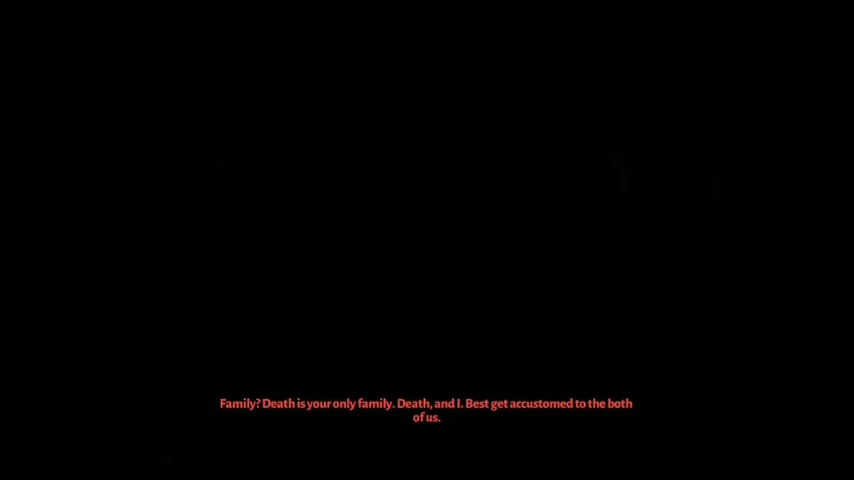 Family? Death is your only family. Death, and I. Best get accustomed to the both
of us.